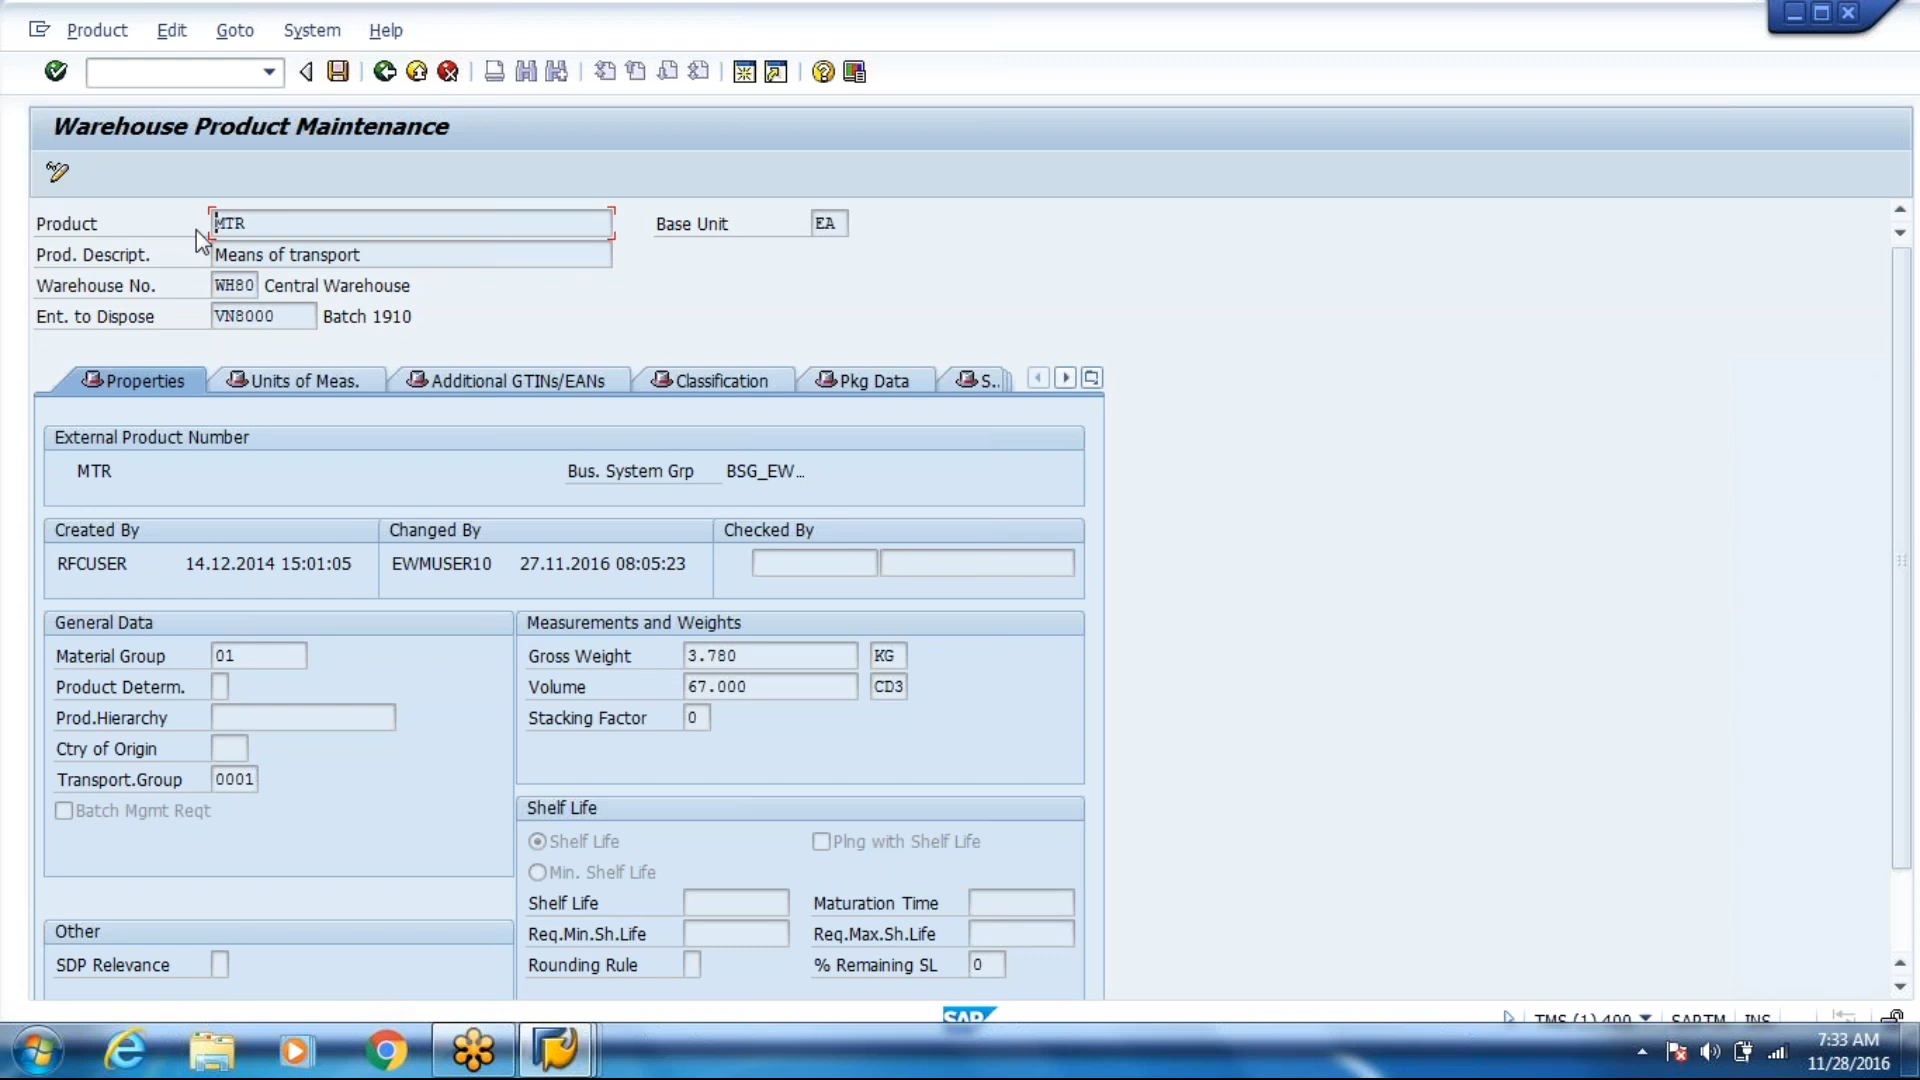 Product Edit Goto System Help
Warehouse Product Maintenance
Product MTR Base Unit EA
Prod. Descript. Means of transport
Warehouse No. WH80 Central Warehouse
Ent. to Dispose VN8000 Batch 1910
Properties Units of Meas. Additional GTINs/EANs Classification Pkg Data S..
External Product Number
MTR Bus. System Grp BSG_EW…
Created By Changed By Checked By
RFCUSER 14.12.2014 15:01:05 EWMUSER10 27.11.2016 08:05:23
General Data Measurements and Weights
Material Group 01 Gross Weight 3.780 KG
Product Determ. Volume 67.000 CD3
Prod.Hierarchy Stacking Factor 0
Ctry of Origin
Transport.Group 0001
Batch Mgmt Reqt Shelf Life
Shelf Life Plng with Shelf Life
Min. Shelf Life
Shelf Life Maturation Time
Other Req.Min.Sh.Life Req.Max.Sh.Life
SDP Relevance Rounding Rule % Remaining SL 0
SAP TMS (1) 400 SAPTM INS
7:33 AM
11/28/2016